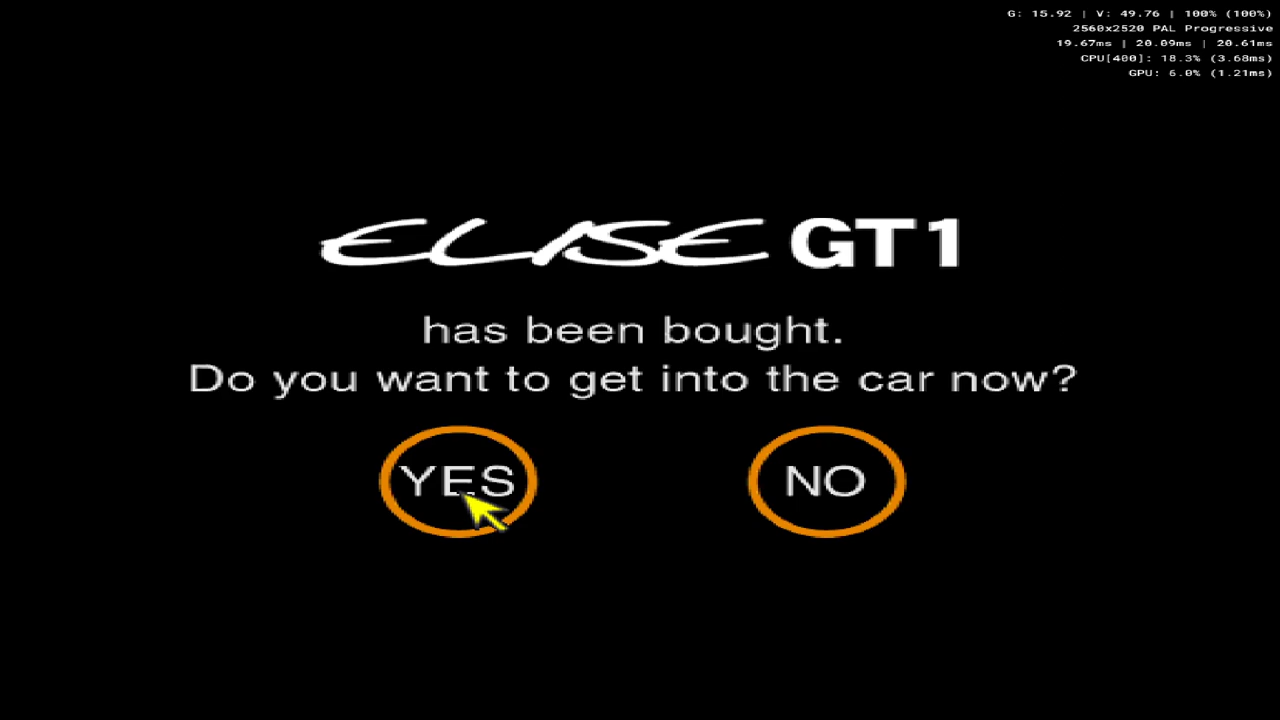 G: 15.92 | V: 49.76 | 100% (100%)
2560x2520 PAL Progressive
19.67ms | 20.09ms | 20.61ms
CPU[400]: 18.3% (3.68ms)
GPU: 6.0% (1.21ms)
ELISE GT1
has been bought.
Do you want to get into the car now?
YES NO